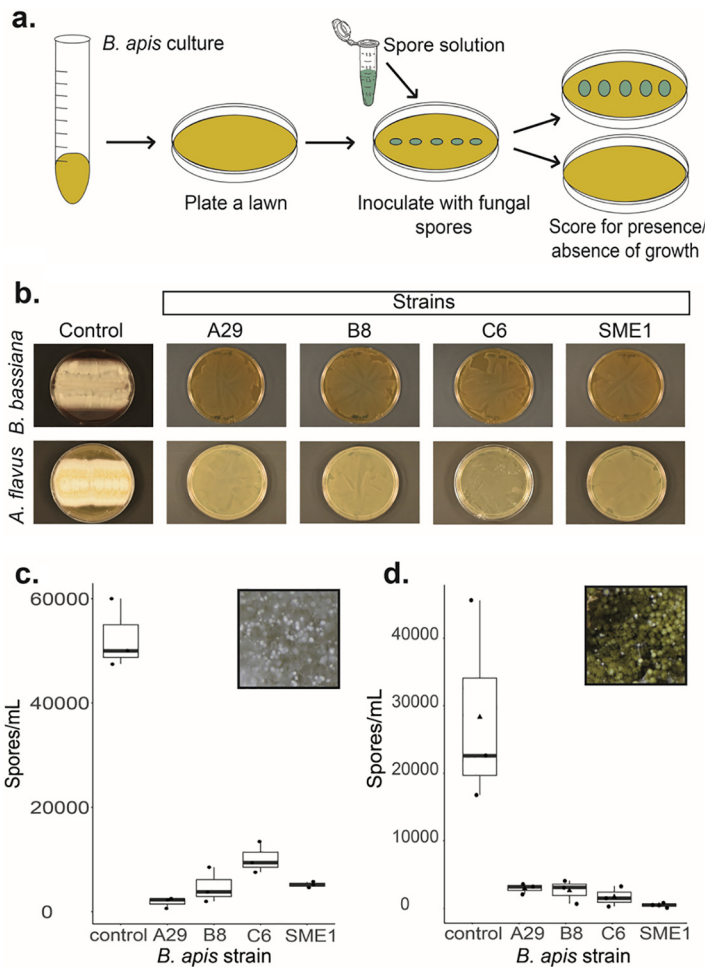 a.
B. apis culture
Spore solution
Plate a lawn
Inoculate with fungal
spores
Score for presence/
absence of growth
b.
Strains
Control
A29
B8
C6
SME1
B. bassiana
A. flavus
c.
60000
40000
20000
0
Spores/mL
control A29 B8 C6 SME1
B. apis strain
d.
40000
30000
20000
10000
0
Spores/mL
control A29 B8 C6 SME1
B. apis strain